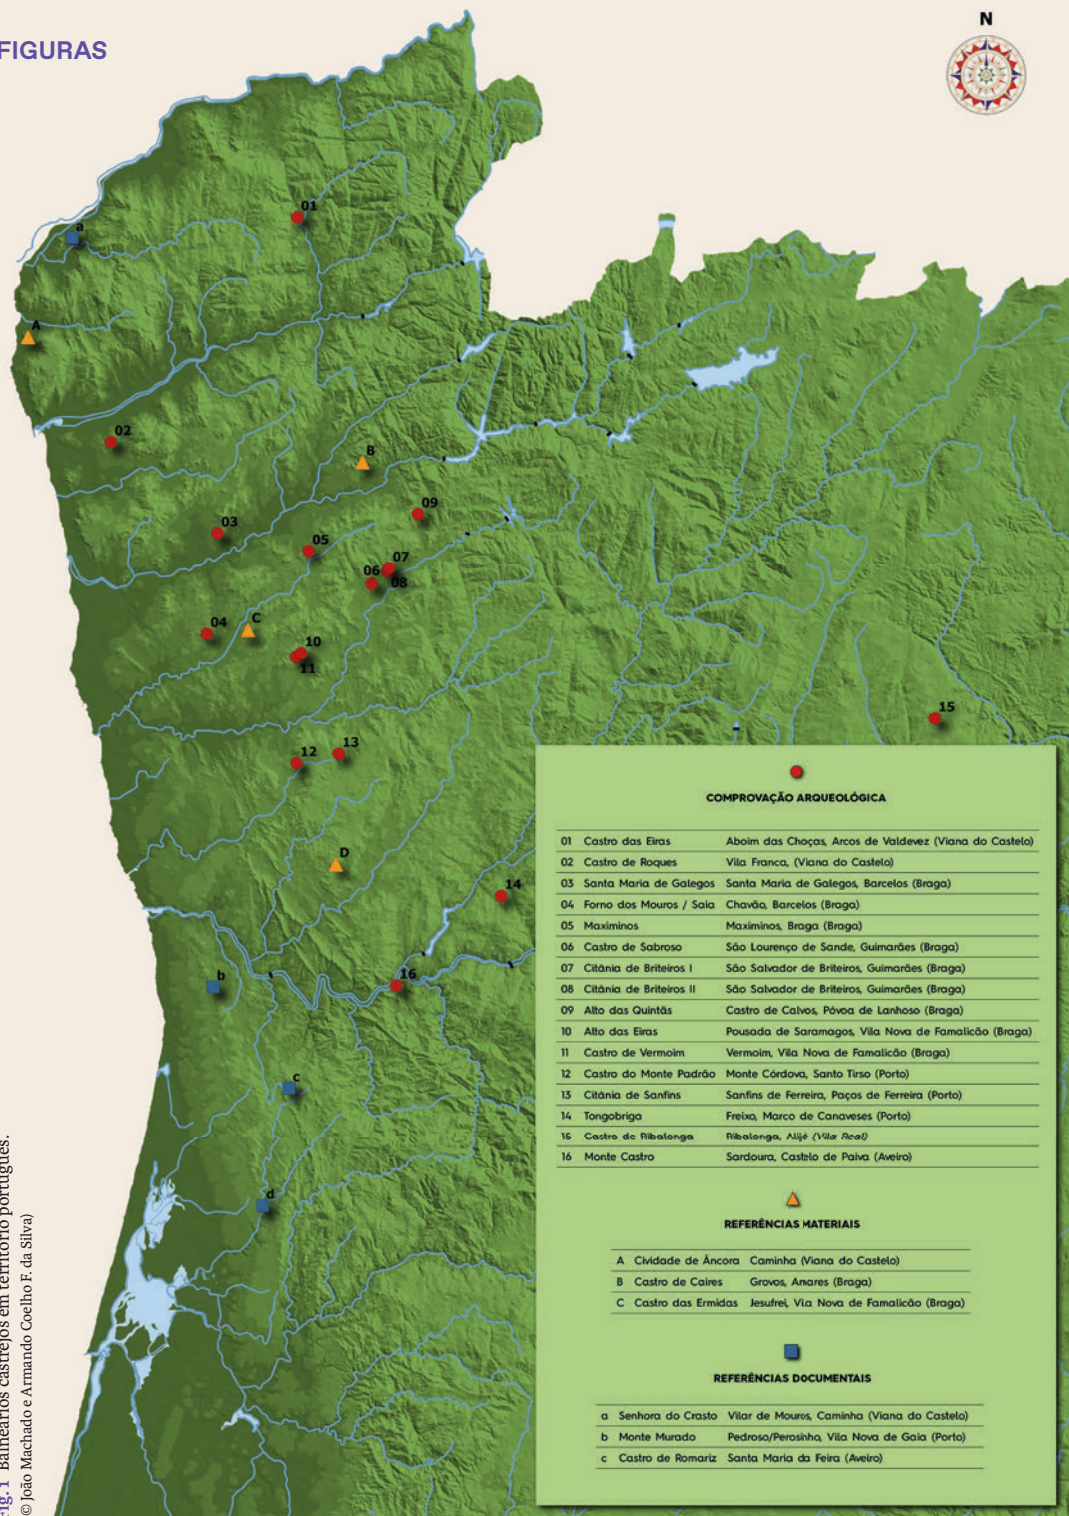 FIGURAS
N
01
a
A
02
B
09
03
05
07
06
08
04
C
10
11
15
12
13
D
14
b
16
c
d
COMPROVAÇÃO ARQUEOLÓGICA
01 Castro das Eiras Aboim das Choças, Arcos de Valdevez (Viana do Castelo)
02 Castro de Roques Vila Franca, (Viana do Castelo)
03 Santa Maria de Galegos Santa Maria de Galegos, Barcelos (Braga)
04 Forno dos Mouros / Saia Chavão, Barcelos (Braga)
05 Maximinos Maximinos, Braga (Braga)
06 Castro de Sabroso São Lourenço de Sande, Guimarães (Braga)
07 Citânia de Briteiros I São Salvador de Briteiros, Guimarães (Braga)
08 Citânia de Briteiros II São Salvador de Briteiros, Guimarães (Braga)
09 Alto das Quintãs Castro de Calvos, Póvoa de Lanhoso (Braga)
10 Alto das Eiras Pousada de Saramagos, Vila Nova de Famalicão (Braga)
11 Castro de Vermoim Vermoim, Vila Nova de Famalicão (Braga)
12 Castro do Monte Padrão Monte Córdova, Santo Tirso (Porto)
13 Citânia de Sanfins Sanfins de Ferreira, Paços de Ferreira (Porto)
14 Tongobriga Freixo, Marco de Canaveses (Porto)
15 Castro de Ribalonga Ribalonga, Alijó (Vila Real)
16 Monte Castro Sardoura, Castelo de Paiva (Aveiro)
REFERÊNCIAS MATERIAIS
A Cividade de Âncora Caminha (Viana do Castelo)
B Castro de Caires Grovos, Amares (Braga)
C Castro das Ermidas Jesufrei, Vila Nova de Famalicão (Braga)
REFERÊNCIAS DOCUMENTAIS
a Senhora do Crasto Vilar de Mouros, Caminha (Viana do Castelo)
b Monte Murado Pedroso/Perosinho, Vila Nova de Gaia (Porto)
c Castro de Romariz Santa Maria da Feira (Aveiro)
Fig. 1 Balneários castrejos em território português.
© João Machado e Armando Coelho F. da Silva)